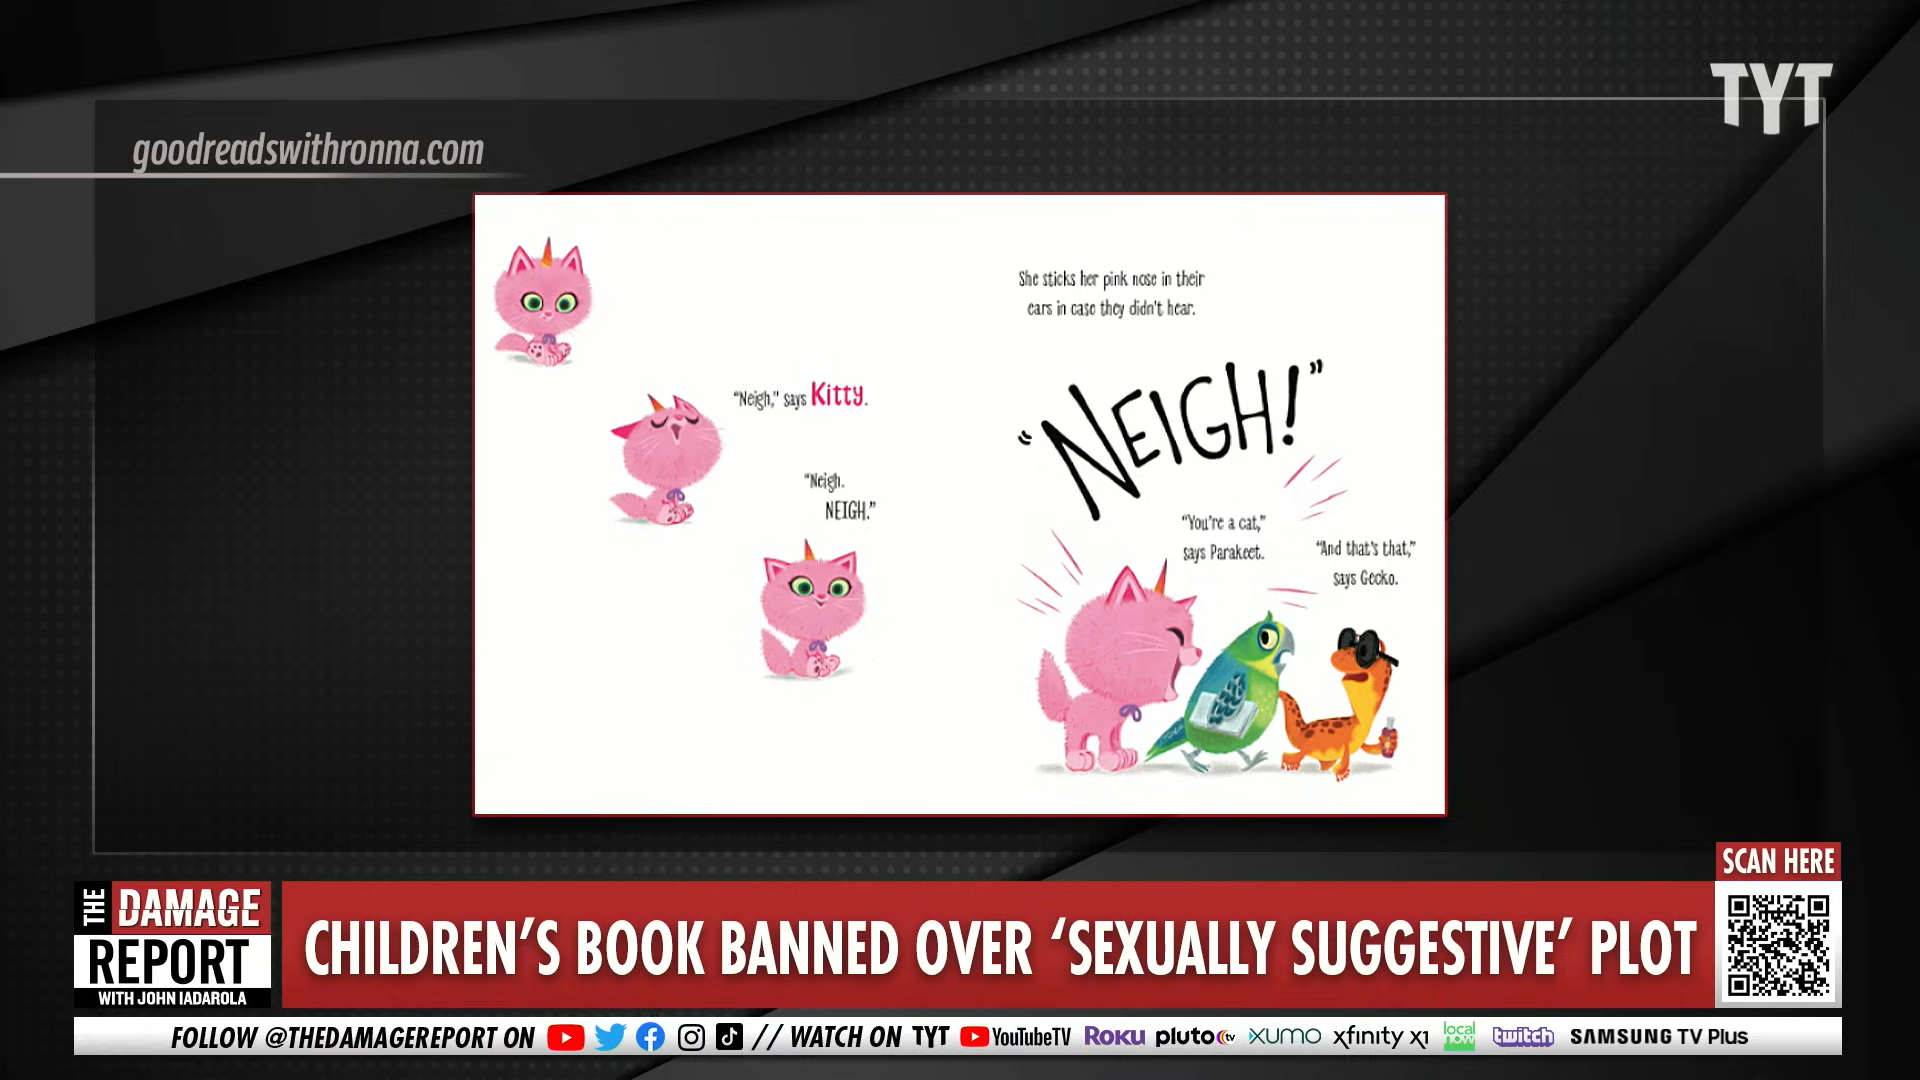 TYT
goodreadswithronna.com
"Neigh," says Kitty.
"Neigh.
NEIGH."
She sticks her pink nose in their
ears in case they didn't hear.
"NEIGH!"
"You're a cat,"
says Parakeet.
"And that's that,"
says Gecko.
SCAN HERE
THE DAMAGE
REPORT
WITH JOHN IADAROLA
CHILDREN'S BOOK BANNED OVER 'SEXUALLY SUGGESTIVE' PLOT
FOLLOW @THEDAMAGEREPORT ON // WATCH ON TYT YouTubeTV Roku pluto tv xumo xfinity x1 local now twitch SAMSUNG TV Plus